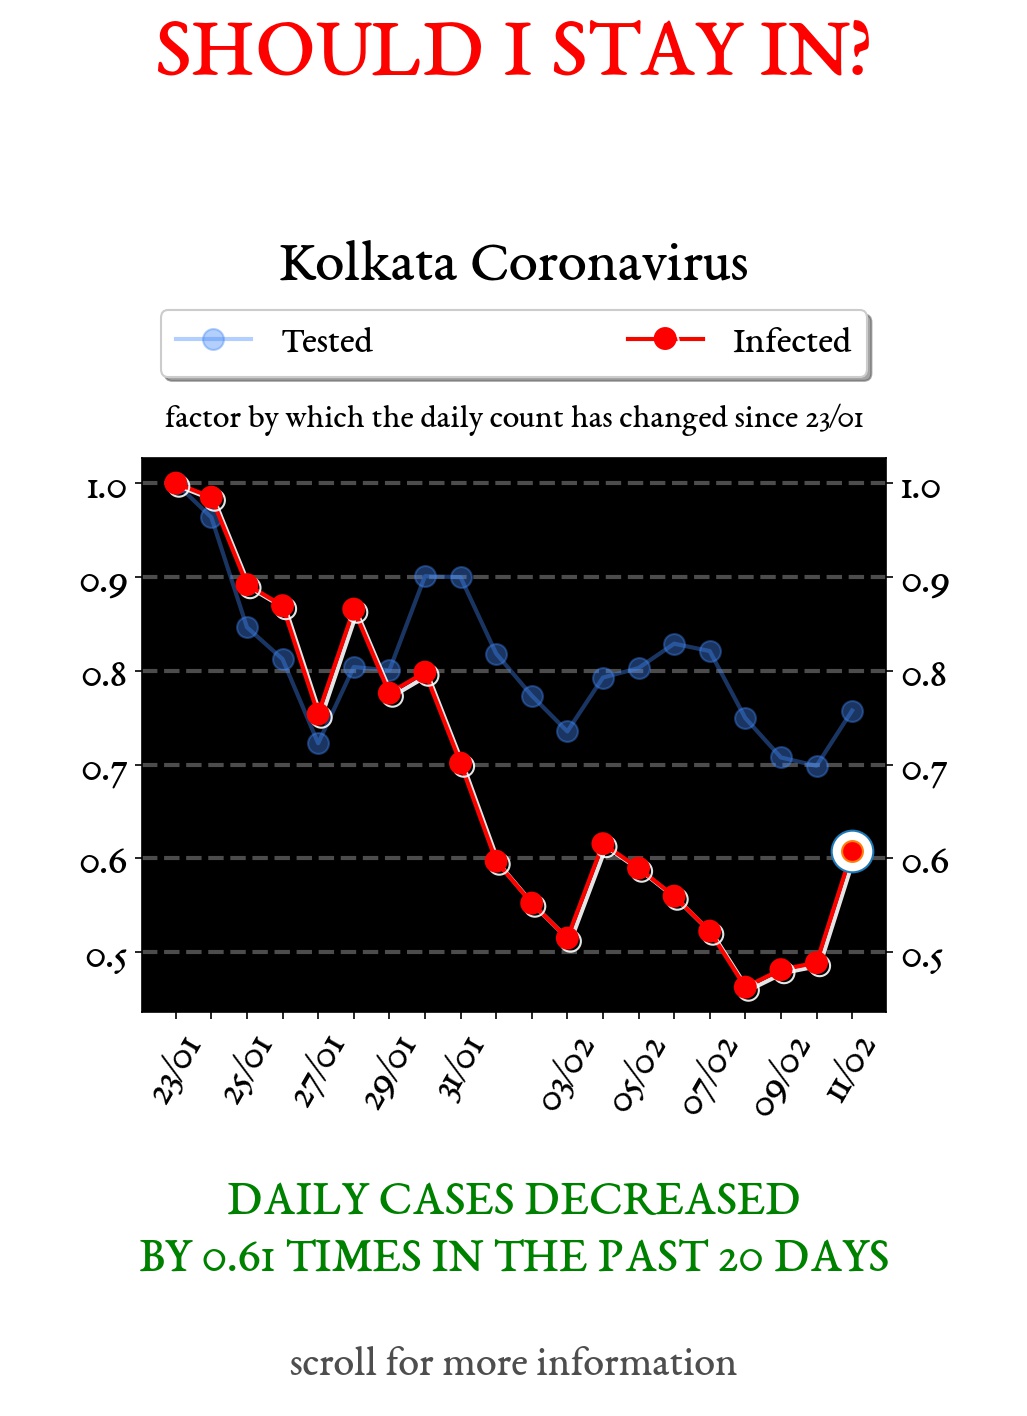 SHOULD I STAY IN?
Kolkata Coronavirus
Tested Infected
factor by which the daily count has changed since 23/01
1.0 1.0
0.9 0.9
0.8 0.8
0.7 0.7
0.6 0.6
0.5 0.5
23/01 25/01 27/01 29/01 31/01 03/02 05/02 07/02 09/02 11/02
DAILY CASES DECREASED
BY 0.61 TIMES IN THE PAST 20 DAYS
scroll for more information